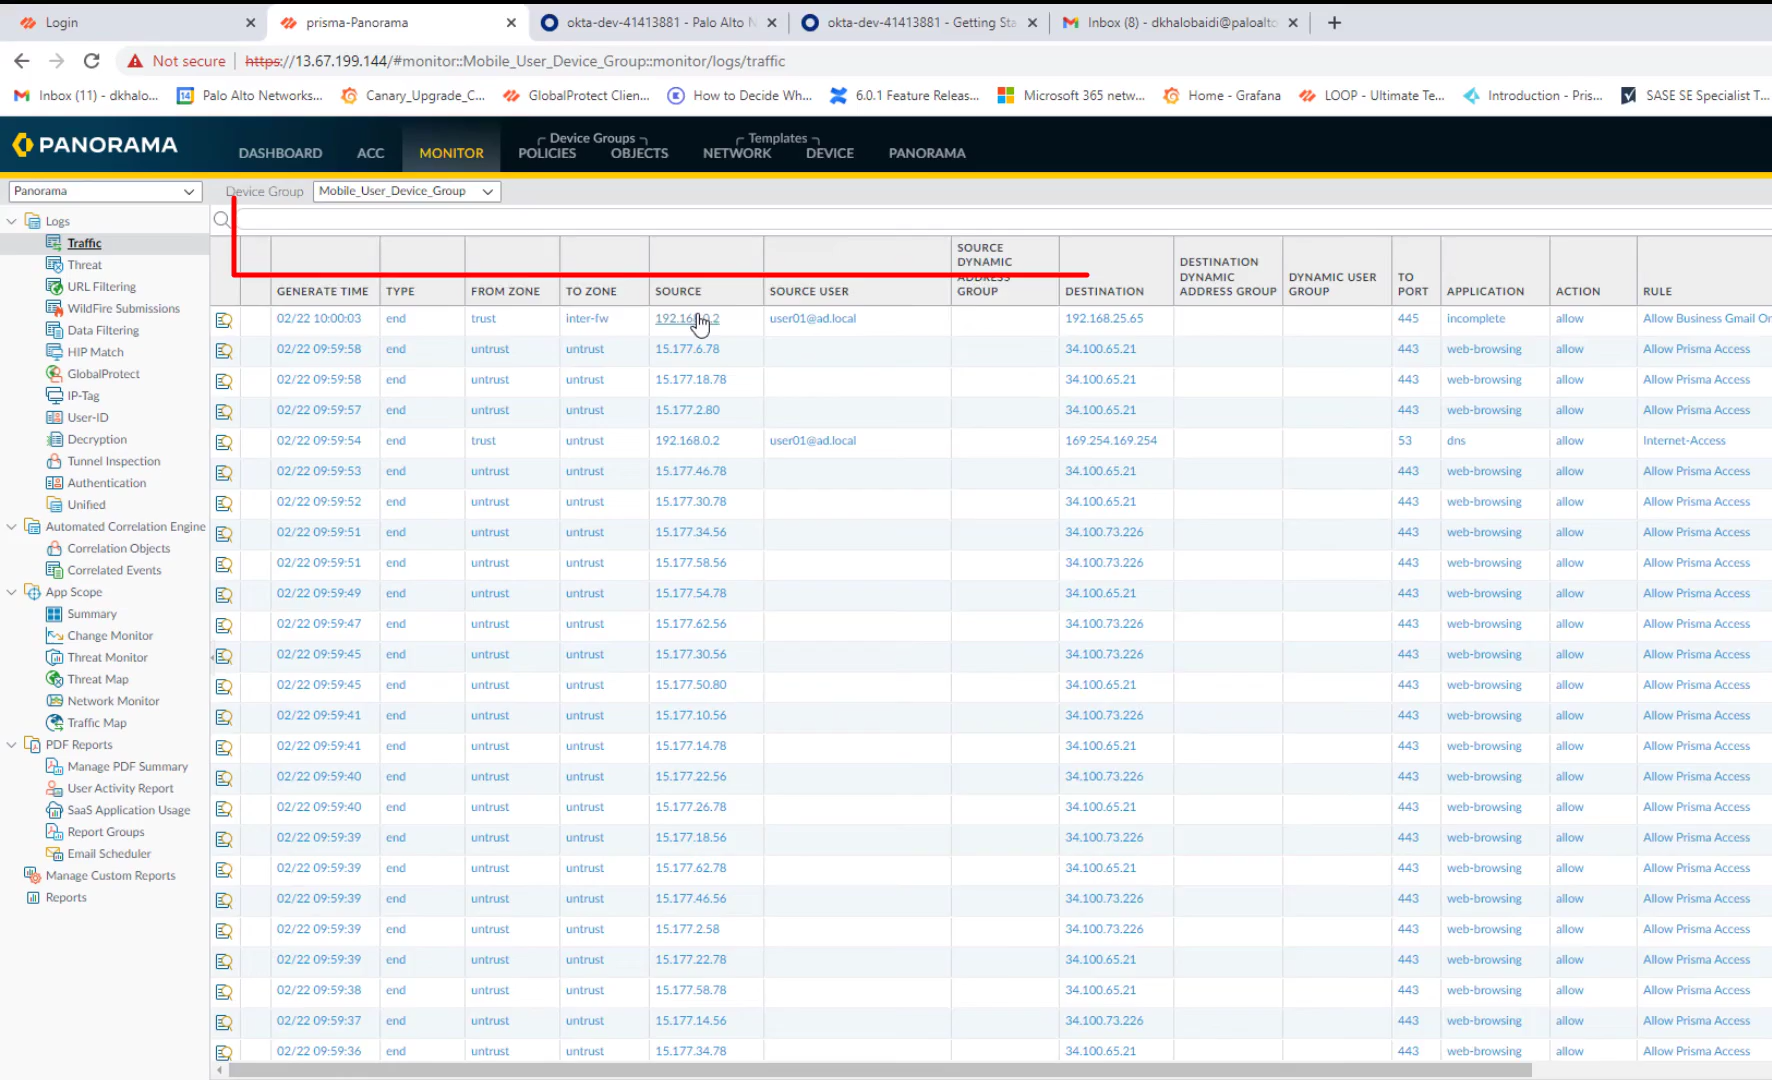 Login
prisma-Panorama
okta-dev-41413881 - Palo Alto N
okta-dev-41413881 - Getting Sta
Inbox (8) - dkhalobaidi@paloalto
Not secure https://13.67.199.144/#monitor::Mobile_User_Device_Group::monitor/logs/traffic
Inbox (11) - dkhalo... Palo Alto Networks... Canary_Upgrade_C... GlobalProtect Clien... How to Decide Wh... 6.0.1 Feature Releas... Microsoft 365 netw... Home - Grafana LOOP - Ultimate Te... Introduction - Pris... SASE SE Specialist T...
PANORAMA
DASHBOARD ACC MONITOR Device Groups POLICIES OBJECTS Templates NETWORK DEVICE PANORAMA
Panorama
Device Group Mobile_User_Device_Group
Logs
Traffic
Threat
URL Filtering
WildFire Submissions
Data Filtering
HIP Match
GlobalProtect
IP-Tag
User-ID
Decryption
Tunnel Inspection
Authentication
Unified
Automated Correlation Engine
Correlation Objects
Correlated Events
App Scope
Summary
Change Monitor
Threat Monitor
Threat Map
Network Monitor
Traffic Map
PDF Reports
Manage PDF Summary
User Activity Report
SaaS Application Usage
Report Groups
Email Scheduler
Manage Custom Reports
Reports
GENERATE TIME TYPE FROM ZONE TO ZONE SOURCE SOURCE USER SOURCE DYNAMIC ADDRESS GROUP DESTINATION DESTINATION DYNAMIC ADDRESS GROUP DYNAMIC USER GROUP TO PORT APPLICATION ACTION RULE
02/22 10:00:03 end trust inter-fw 192.168.0.2 user01@ad.local 192.168.25.65 445 incomplete allow Allow Business Gmail On
02/22 09:59:58 end untrust untrust 15.177.6.78 34.100.65.21 443 web-browsing allow Allow Prisma Access
02/22 09:59:58 end untrust untrust 15.177.18.78 34.100.65.21 443 web-browsing allow Allow Prisma Access
02/22 09:59:57 end untrust untrust 15.177.2.80 34.100.65.21 443 web-browsing allow Allow Prisma Access
02/22 09:59:54 end trust untrust 192.168.0.2 user01@ad.local 169.254.169.254 53 dns allow Internet-Access
02/22 09:59:53 end untrust untrust 15.177.46.78 34.100.65.21 443 web-browsing allow Allow Prisma Access
02/22 09:59:52 end untrust untrust 15.177.30.78 34.100.65.21 443 web-browsing allow Allow Prisma Access
02/22 09:59:51 end untrust untrust 15.177.34.56 34.100.73.226 443 web-browsing allow Allow Prisma Access
02/22 09:59:51 end untrust untrust 15.177.58.56 34.100.73.226 443 web-browsing allow Allow Prisma Access
02/22 09:59:49 end untrust untrust 15.177.54.78 34.100.65.21 443 web-browsing allow Allow Prisma Access
02/22 09:59:47 end untrust untrust 15.177.62.56 34.100.73.226 443 web-browsing allow Allow Prisma Access
02/22 09:59:45 end untrust untrust 15.177.30.56 34.100.73.226 443 web-browsing allow Allow Prisma Access
02/22 09:59:45 end untrust untrust 15.177.50.80 34.100.65.21 443 web-browsing allow Allow Prisma Access
02/22 09:59:41 end untrust untrust 15.177.10.56 34.100.73.226 443 web-browsing allow Allow Prisma Access
02/22 09:59:41 end untrust untrust 15.177.14.78 34.100.65.21 443 web-browsing allow Allow Prisma Access
02/22 09:59:40 end untrust untrust 15.177.22.56 34.100.73.226 443 web-browsing allow Allow Prisma Access
02/22 09:59:40 end untrust untrust 15.177.26.78 34.100.65.21 443 web-browsing allow Allow Prisma Access
02/22 09:59:39 end untrust untrust 15.177.18.56 34.100.73.226 443 web-browsing allow Allow Prisma Access
02/22 09:59:39 end untrust untrust 15.177.62.78 34.100.65.21 443 web-browsing allow Allow Prisma Access
02/22 09:59:39 end untrust untrust 15.177.46.56 34.100.73.226 443 web-browsing allow Allow Prisma Access
02/22 09:59:39 end untrust untrust 15.177.2.58 34.100.73.226 443 web-browsing allow Allow Prisma Access
02/22 09:59:39 end untrust untrust 15.177.22.78 34.100.65.21 443 web-browsing allow Allow Prisma Access
02/22 09:59:38 end untrust untrust 15.177.58.78 34.100.65.21 443 web-browsing allow Allow Prisma Access
02/22 09:59:37 end untrust untrust 15.177.14.56 34.100.73.226 443 web-browsing allow Allow Prisma Access
02/22 09:59:36 end untrust untrust 15.177.34.78 34.100.65.21 443 web-browsing allow Allow Prisma Access